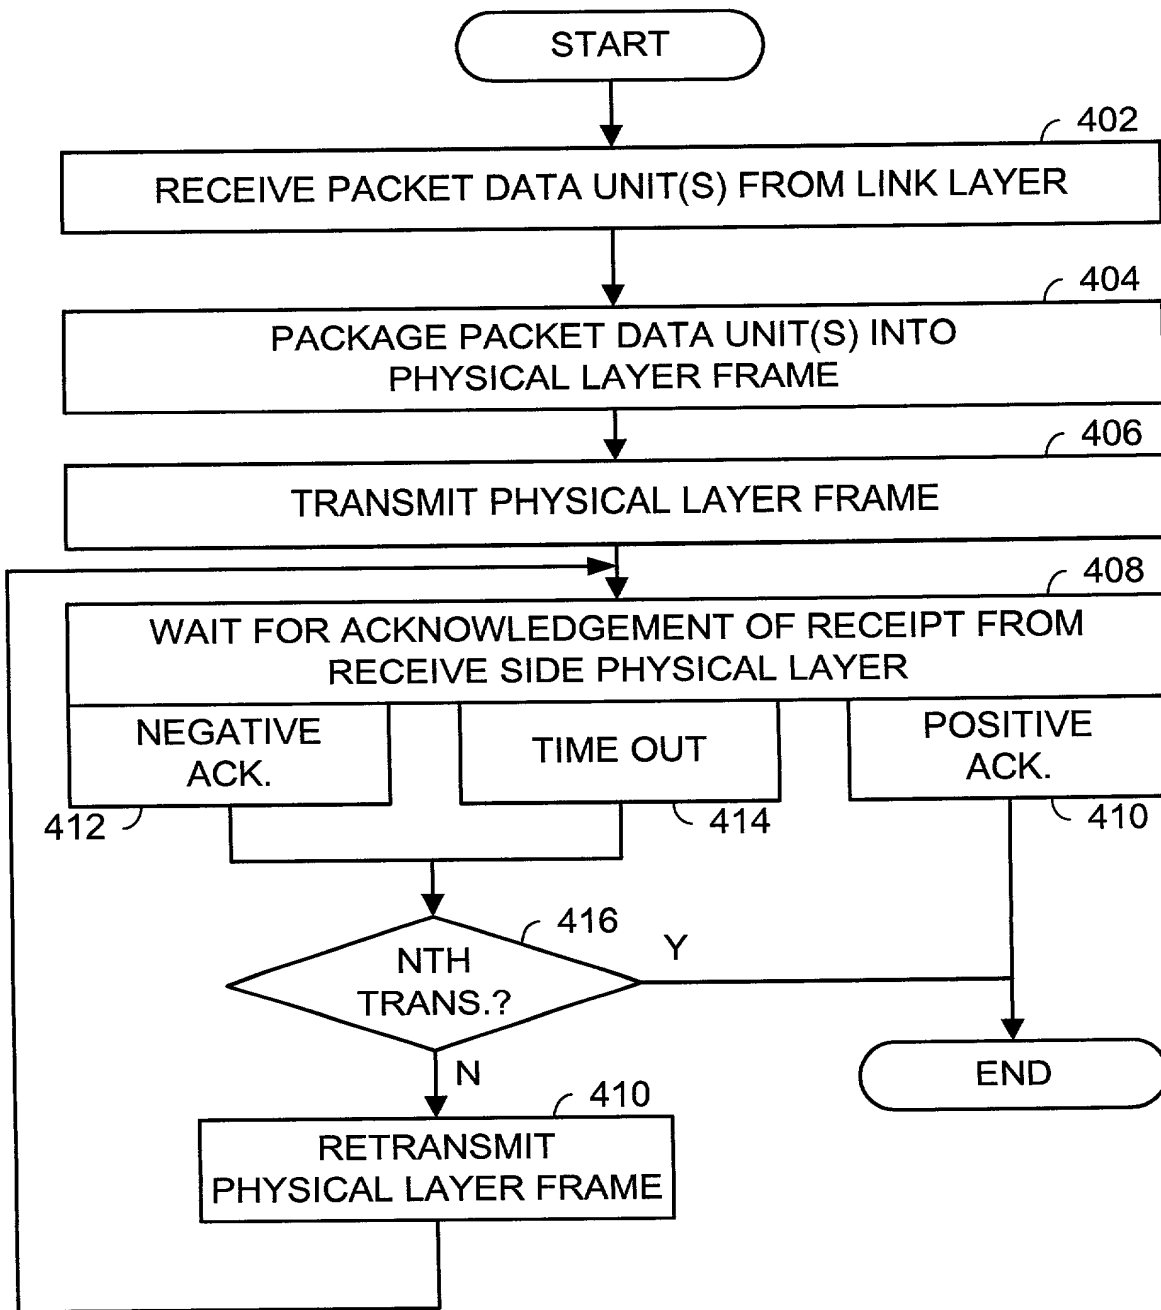 START
402
RECEIVE PACKET DATA UNIT(S) FROM LINK LAYER
404
PACKAGE PACKET DATA UNIT(S) INTO
PHYSICAL LAYER FRAME
406
TRANSMIT PHYSICAL LAYER FRAME
408
WAIT FOR ACKNOWLEDGEMENT OF RECEIPT FROM
RECEIVE SIDE PHYSICAL LAYER
NEGATIVE
ACK.
412
TIME OUT
414
POSITIVE
ACK.
410
416
NTH
TRANS.?
Y
N
END
410
RETRANSMIT
PHYSICAL LAYER FRAME